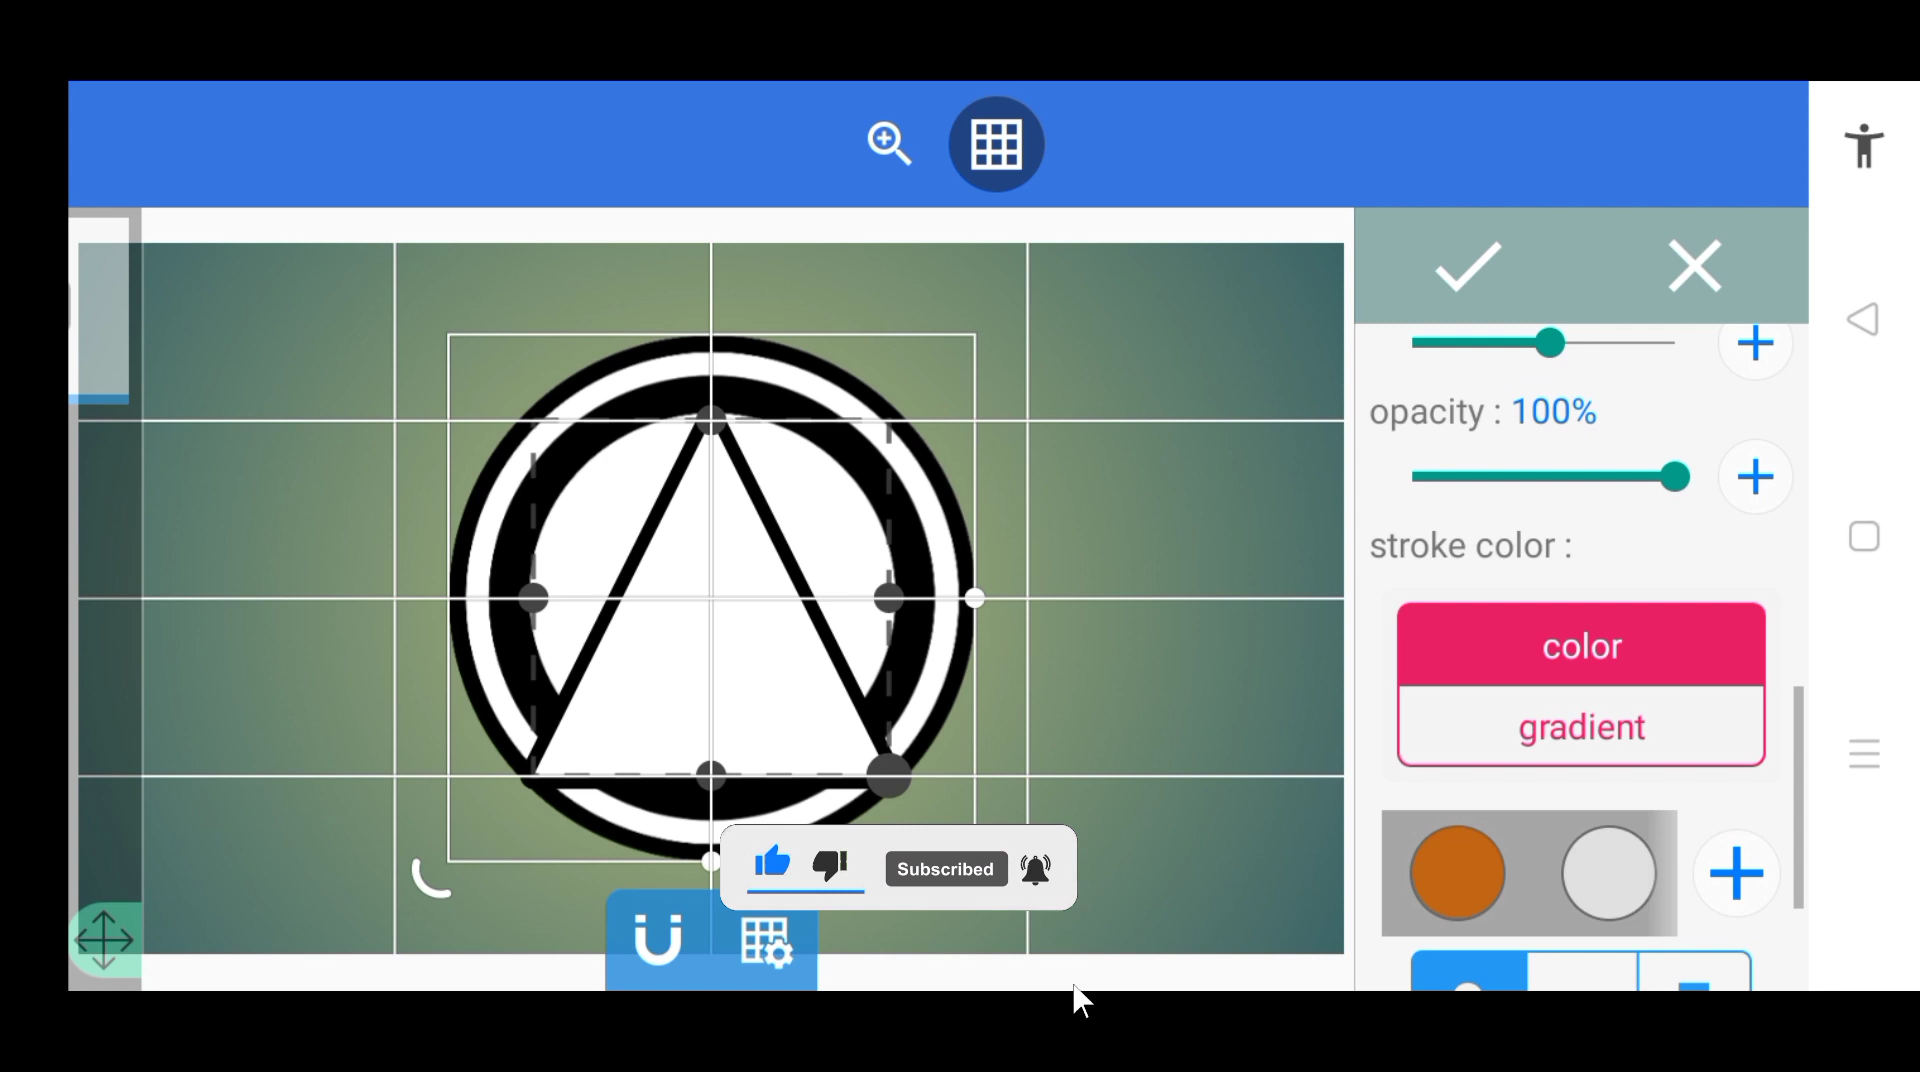 opacity : 100%
stroke color :
color
gradient
Subscribed